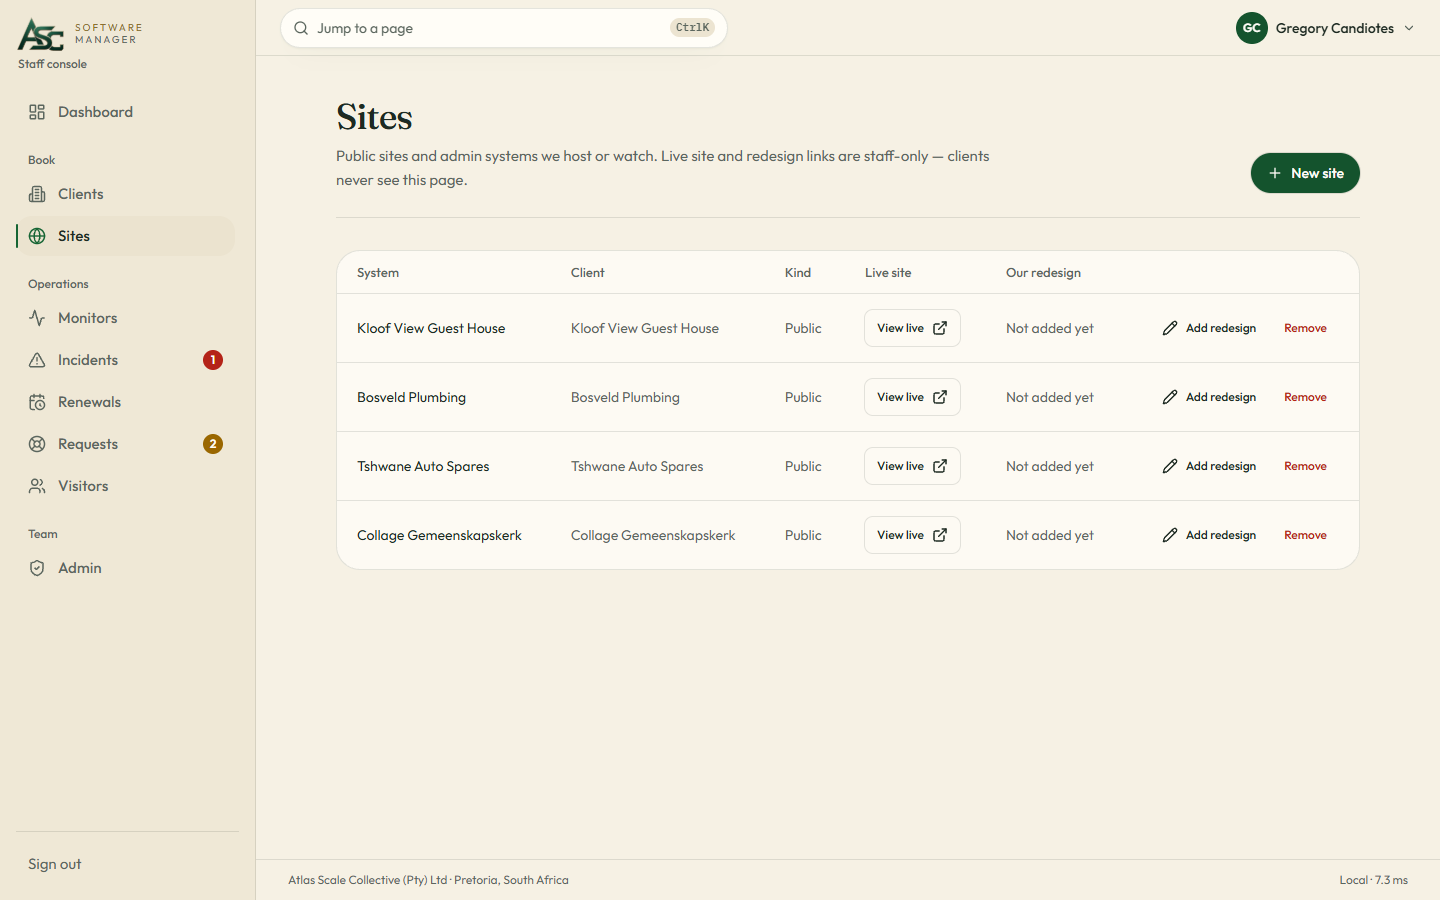 ASC SOFTWARE
MANAGER
Staff console
Dashboard
Book
Clients
Sites
Operations
Monitors
Incidents 1
Renewals
Requests 2
Visitors
Team
Admin
Sign out
Jump to a page CtrlK
GC Gregory Candiotes
Sites
Public sites and admin systems we host or watch. Live site and redesign links are staff-only — clients
never see this page.
New site
System Client Kind Live site Our redesign
Kloof View Guest House Kloof View Guest House Public View live Not added yet Add redesign Remove
Bosveld Plumbing Bosveld Plumbing Public View live Not added yet Add redesign Remove
Tshwane Auto Spares Tshwane Auto Spares Public View live Not added yet Add redesign Remove
Collage Gemeenskapskerk Collage Gemeenskapskerk Public View live Not added yet Add redesign Remove
Atlas Scale Collective (Pty) Ltd · Pretoria, South Africa Local · 7.3 ms